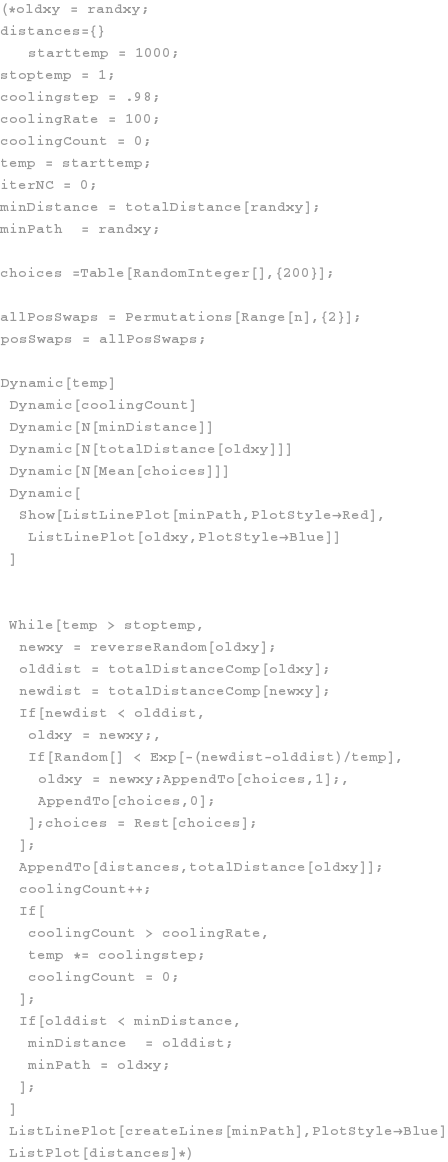 (*oldxy = randxy;
distances={}
   starttemp = 1000;
stoptemp = 1;
coolingstep = .98;
coolingRate = 100;
coolingCount = 0;
temp = starttemp;
iterNC = 0;
minDistance = totalDistance[randxy];
minPath  = randxy;

choices =Table[RandomInteger[],{200}];

allPosSwaps = Permutations[Range[n],{2}];
posSwaps = allPosSwaps;

Dynamic[temp]
 Dynamic[coolingCount]
 Dynamic[N[minDistance]]
 Dynamic[N[totalDistance[oldxy]]]
 Dynamic[N[Mean[choices]]]
 Dynamic[
  Show[ListLinePlot[minPath,PlotStyle→Red],
   ListLinePlot[oldxy,PlotStyle→Blue]]
 ]

 While[temp > stoptemp,
  newxy = reverseRandom[oldxy];
  olddist = totalDistanceComp[oldxy];
  newdist = totalDistanceComp[newxy];
  If[newdist < olddist,
   oldxy = newxy;,
   If[Random[] < Exp[-(newdist-olddist)/temp],
    oldxy = newxy;AppendTo[choices,1];,
    AppendTo[choices,0];
   ];choices = Rest[choices];
  ];
  AppendTo[distances,totalDistance[oldxy]];
  coolingCount++;
  If[
   coolingCount > coolingRate,
   temp *= coolingstep;
   coolingCount = 0;
  ];
  If[olddist < minDistance,
   minDistance  = olddist;
   minPath = oldxy;
  ];
 ]
 ListLinePlot[createLines[minPath],PlotStyle→Blue]
 ListPlot[distances]*)